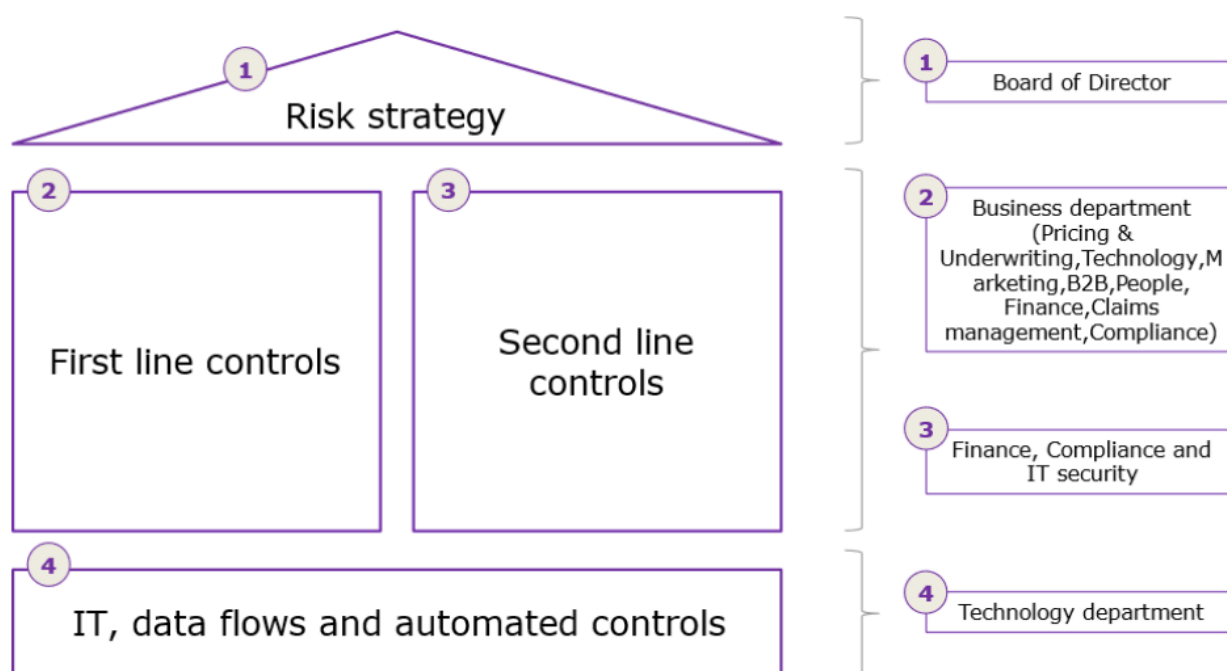 1
Risk strategy
2
First line controls
3
Second line
controls
4
IT, data flows and automated controls
1
Board of Director
2
Business department
(Pricing &
Underwriting,Technology,M
arketing,B2B,People,
Finance,Claims
management,Compliance)
3
Finance, Compliance and
IT security
4
Technology department